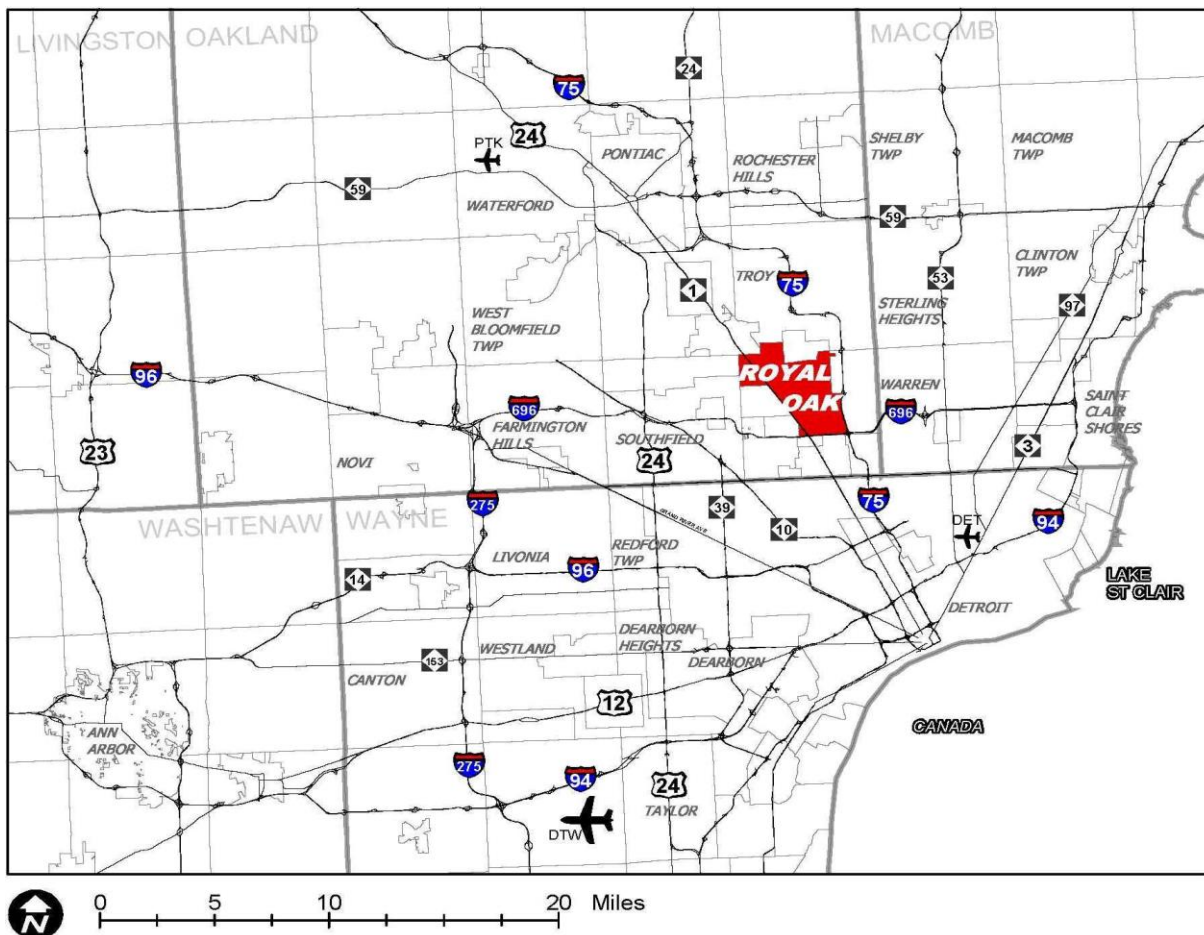 LIVINGSTON
OAKLAND
MACOMB
75
24
24
PTK
PONTIAC
ROCHESTER
HILLS
SHELBY
TWP
MACOMB
TWP
59
WATERFORD
59
1
TROY
75
53
CLINTON
TWP
97
STERLING
HEIGHTS
WEST
BLOOMFIELD
TWP
96
ROYAL
OAK
WARREN
696
SAINT
CLAIR
SHORES
696
FARMINGTON
HILLS
SOUTHFIELD
24
3
23
NOVI
275
39
75
WASHTENAW
WAYNE
GRAND RIVER AVE
10
DET
94
LIVONIA
96
REDFORD
TWP
14
LAKE
ST CLAIR
DETROIT
DEARBORN
HEIGHTS
WESTLAND
DEARBORN
153
CANTON
12
ANN
ARBOR
CANADA
275
94
24
TAYLOR
DTW
N
0 5 10 20 Miles